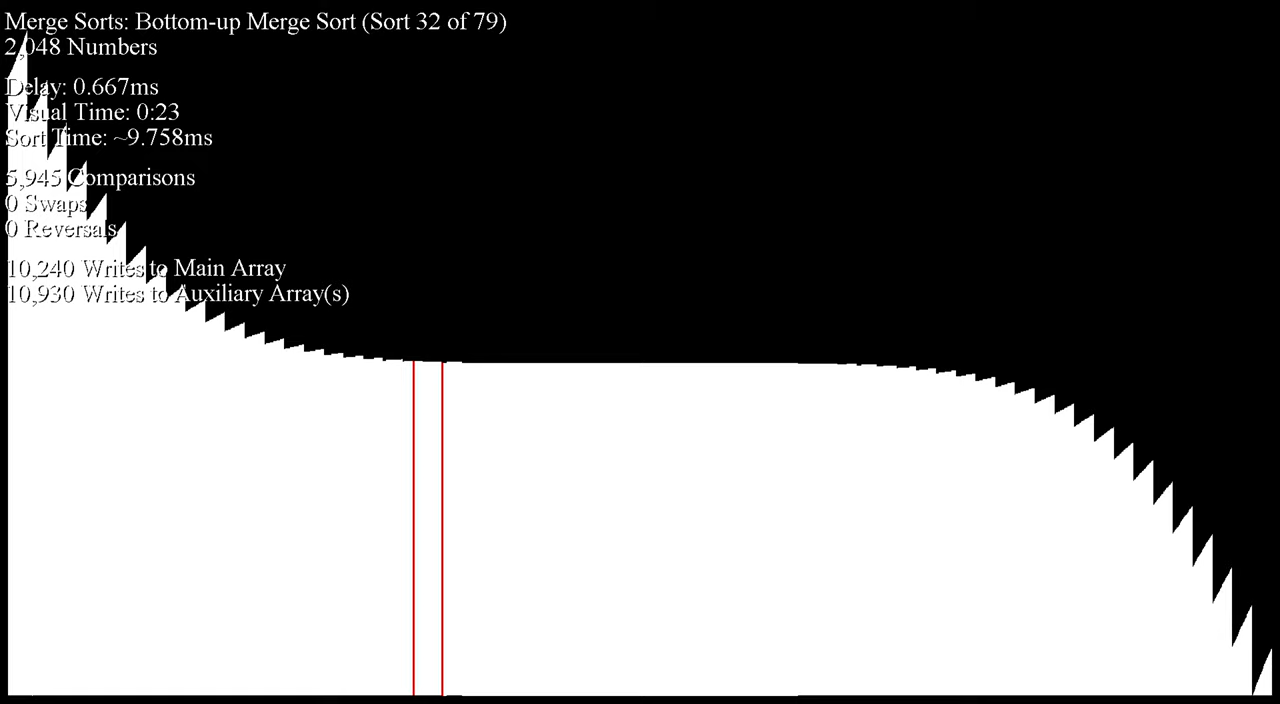 Merge Sorts: Bottom-up Merge Sort (Sort 32 of 79)
2,048 Numbers
Delay: 0.667ms
Visual Time: 0:23
Sort Time: ~9.758ms
5,945 Comparisons
0 Swaps
0 Reversals
10,240 Writes to Main Array
10,930 Writes to Auxiliary Array(s)